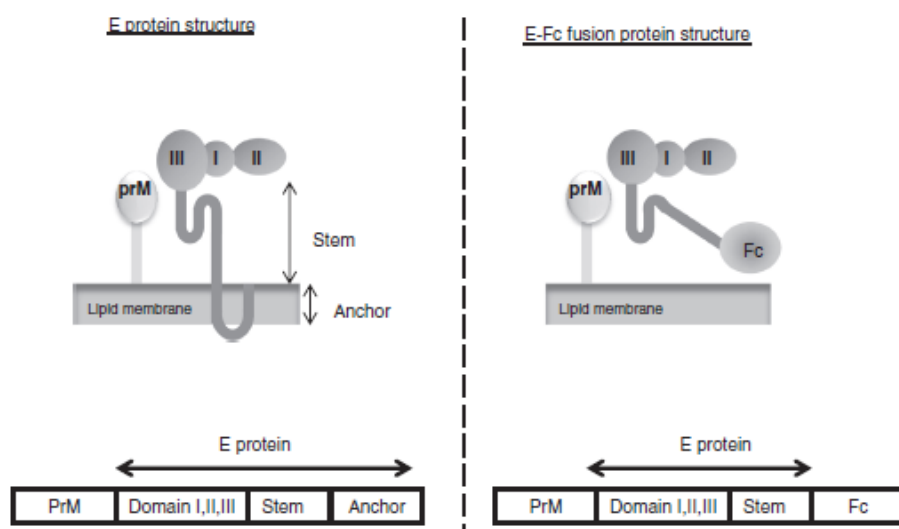 E protein structure
III I II
prM
Stem
Lipid membrane
Anchor
E protein
PrM Domain I,II,III Stem Anchor
E-Fc fusion protein structure
III I II
prM
Fc
Lipid membrane
E protein
PrM Domain I,II,III Stem Fc